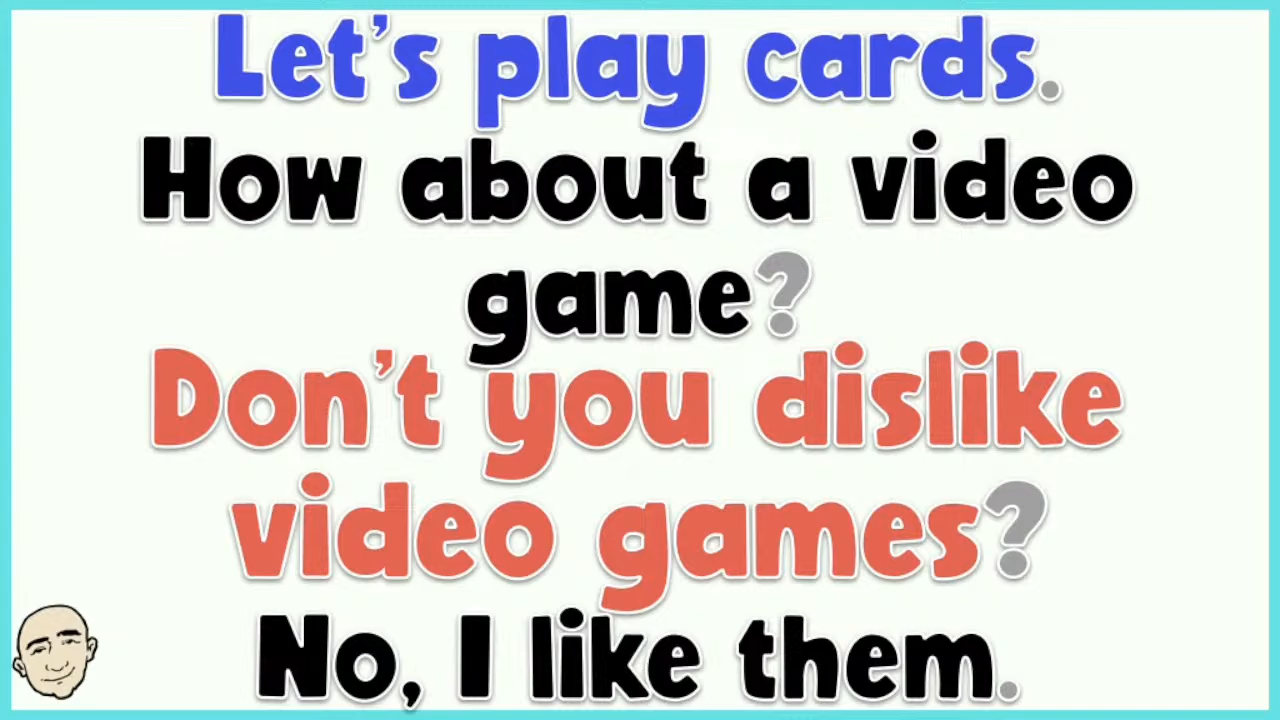 Let's play cards.
How about a video
game?
Don't you dislike
video games?
No, I like them.